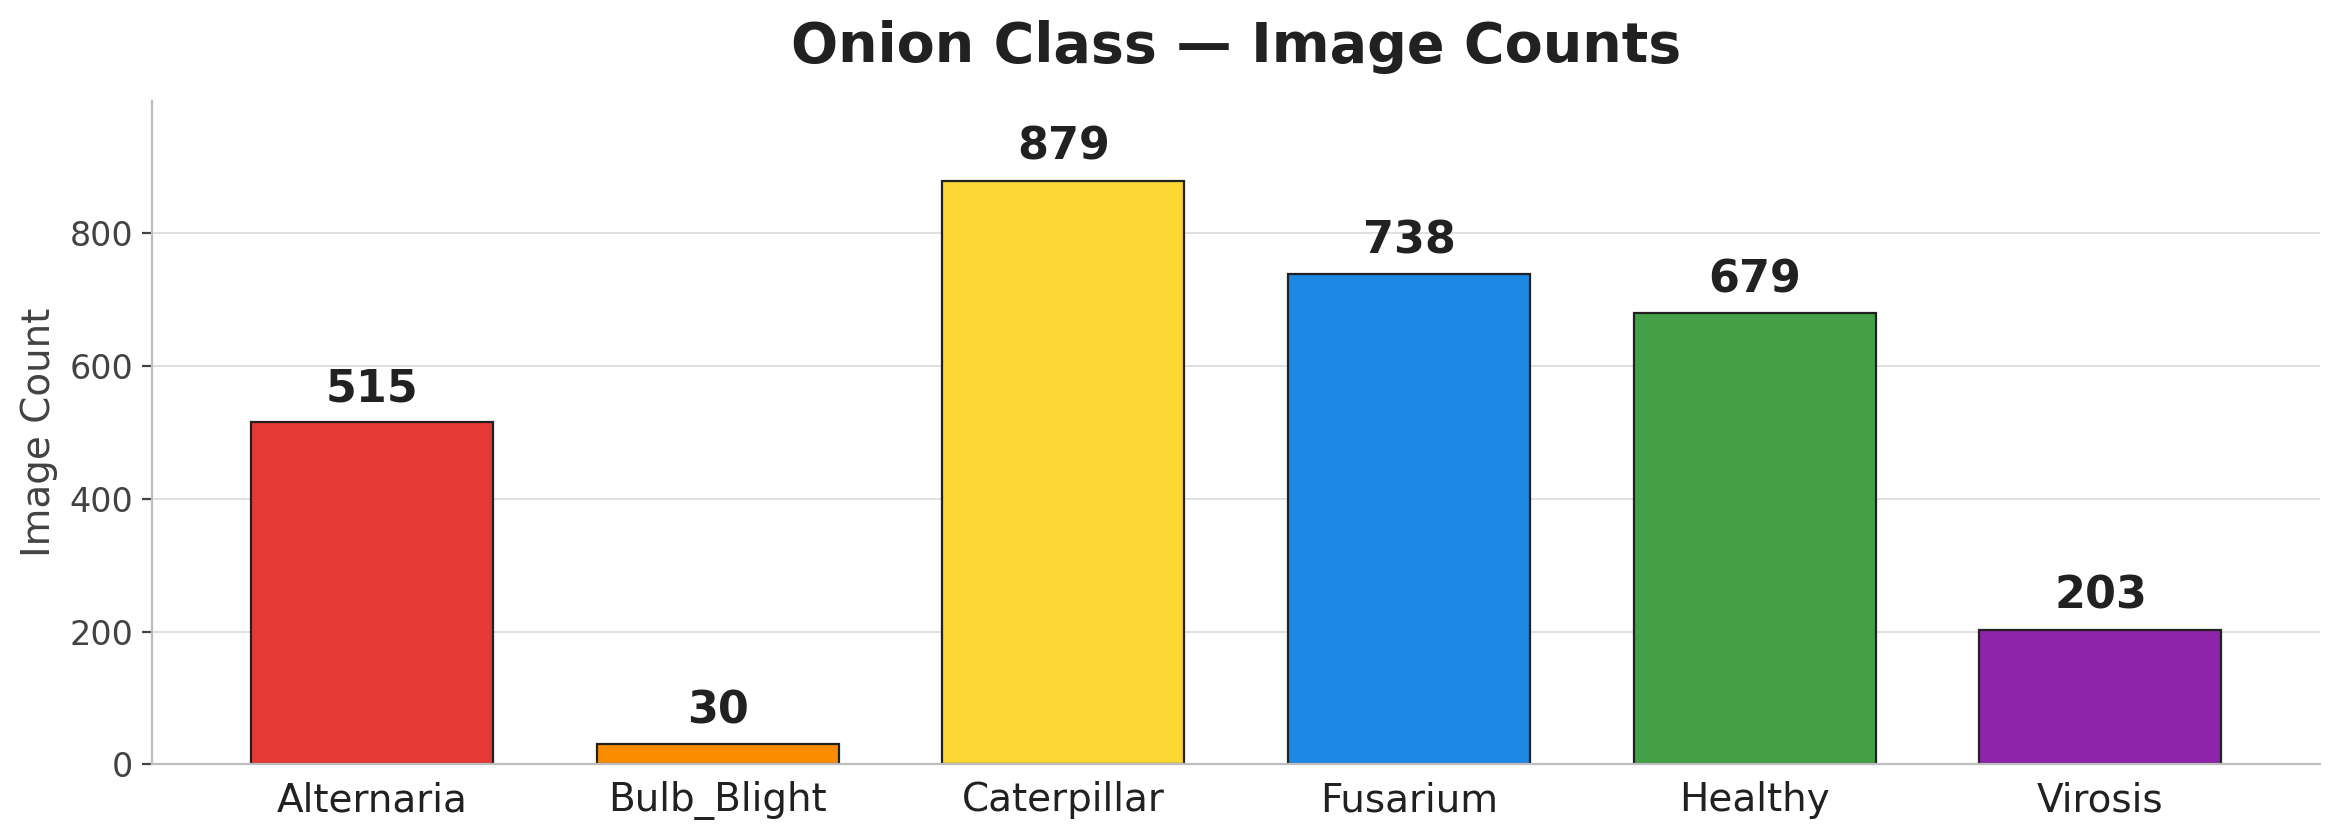 Onion Class — Image Counts
Image Count
800
600
400
200
0
515
30
879
738
679
203
Alternaria
Bulb_Blight
Caterpillar
Fusarium
Healthy
Virosis